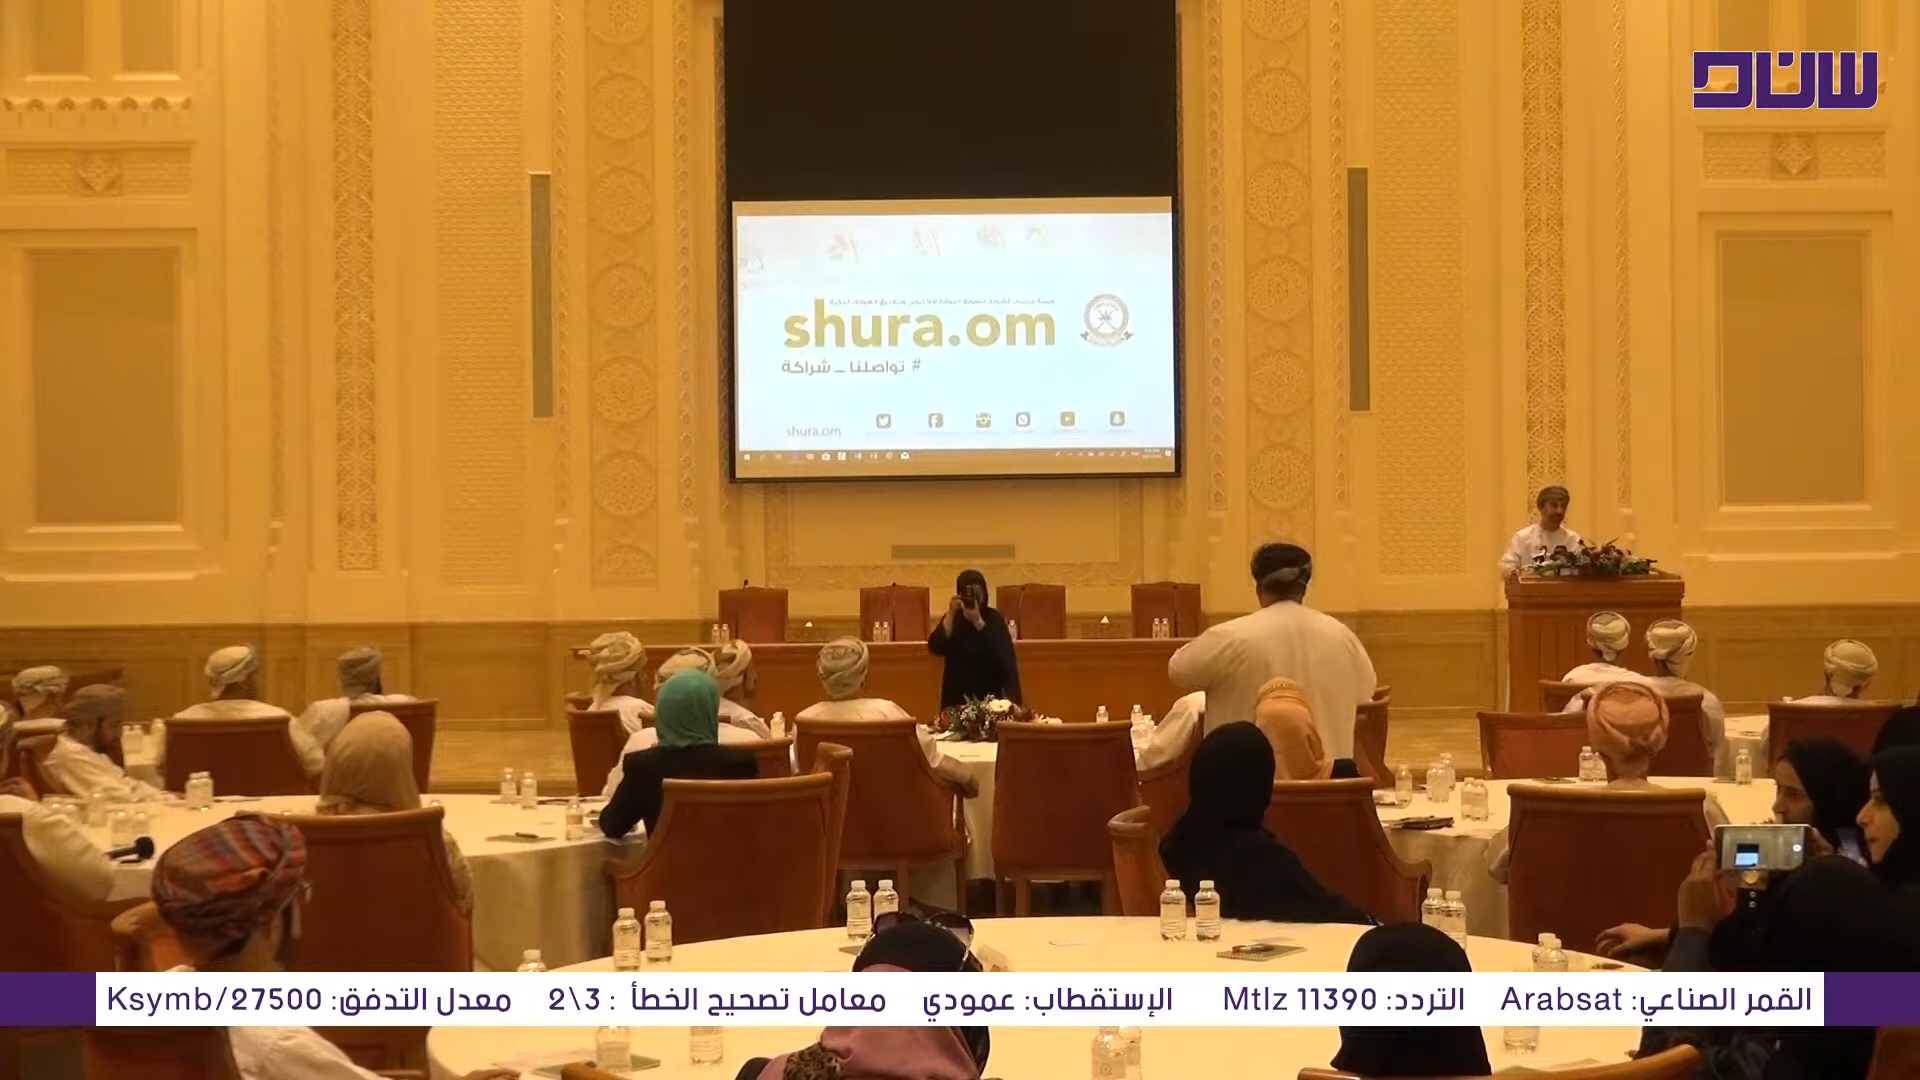 سناد
shura.om
# تواصلنا _ شراكة
shura.om
القمر الصناعي: Arabsat التردد: 11390 Mtlz الإستقطاب: عمودي معامل تصحيح الخطأ : 3\2 معدل التدفق: 27500/Ksymb